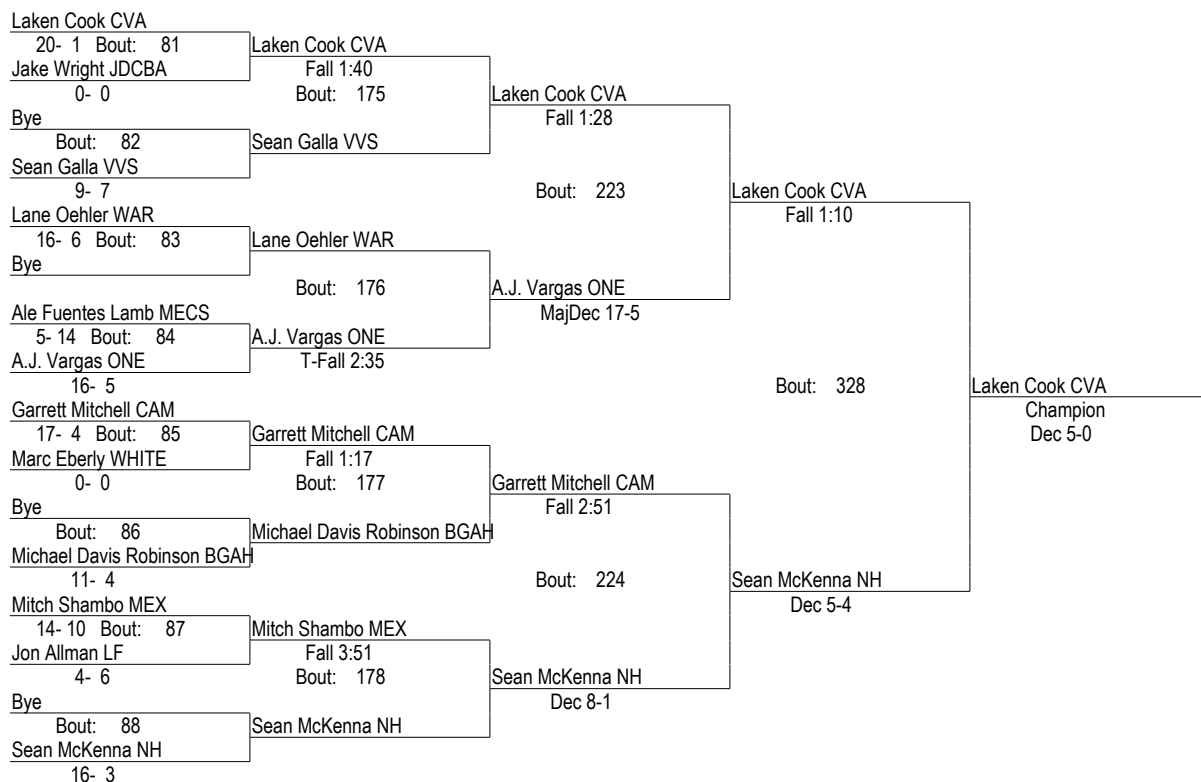 Laken Cook CVA
20- 1 Bout: 81
Jake Wright JDCBA
0- 0
Bye
Bout: 82
Sean Galla VVS
9- 7
Lane Oehler WAR
16- 6 Bout: 83
Bye
Ale Fuentes Lamb MECS
5- 14 Bout: 84
A.J. Vargas ONE
16- 5
Garrett Mitchell CAM
17- 4 Bout: 85
Marc Eberly WHITE
0- 0
Bye
Bout: 86
Michael Davis Robinson BGAH
11- 4
Mitch Shambo MEX
14- 10 Bout: 87
Jon Allman LF
4- 6
Bye
Bout: 88
Sean McKenna NH
16- 3
Laken Cook CVA
Fall 1:40
Bout: 175
Sean Galla VVS
Lane Oehler WAR
Bout: 176
A.J. Vargas ONE
T-Fall 2:35
Garrett Mitchell CAM
Fall 1:17
Bout: 177
Michael Davis Robinson BGAH
Mitch Shambo MEX
Fall 3:51
Bout: 178
Sean McKenna NH
Laken Cook CVA
Fall 1:28
Bout: 223
A.J. Vargas ONE
MajDec 17-5
Garrett Mitchell CAM
Fall 2:51
Bout: 224
Sean McKenna NH
Dec 8-1
Laken Cook CVA
Fall 1:10
Bout: 328
Sean McKenna NH
Dec 5-4
Laken Cook CVA
Champion
Dec 5-0